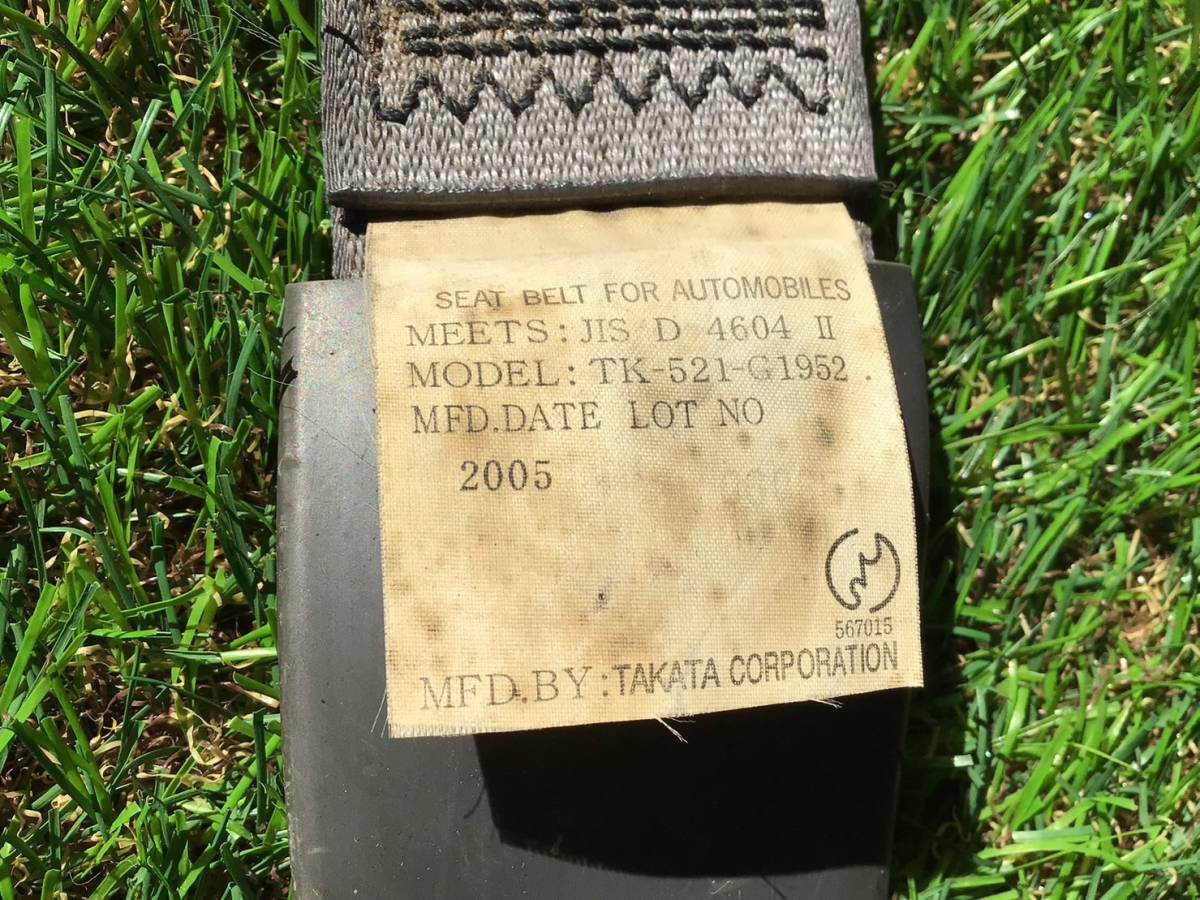 SEAT BELT FOR AUTOMOBILES
MEETS: JIS D 4604 II
MODEL: TK-521-G1952 .
MFD.DATE LOT NO
2005
567015
MFD.BY:TAKATA CORPORATION